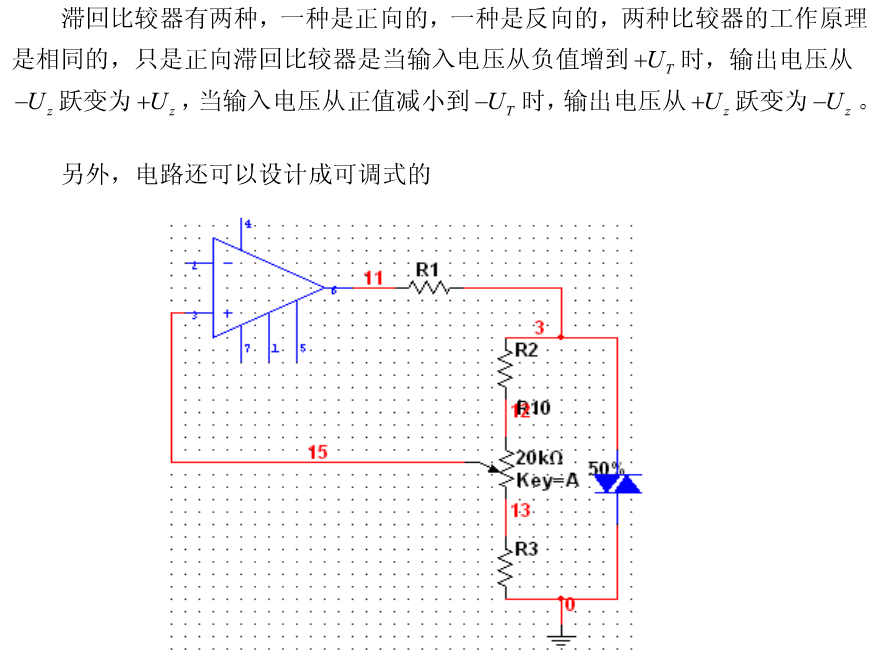 滞回比较器有两种，一种是正向的，一种是反向的，两种比较器的工作原理
是相同的，只是正向滞回比较器是当输入电压从负值增到 +U_T 时，输出电压从
−U_z 跃变为 +U_z，当输入电压从正值减小到 −U_T 时，输出电压从 +U_z 跃变为 −U_z。
另外，电路还可以设计成可调式的
4
2
−
3
+
6
7
1
5
11
R1
3
R2
12
R10
20kΩ
Key=A
50%
15
13
R3
0